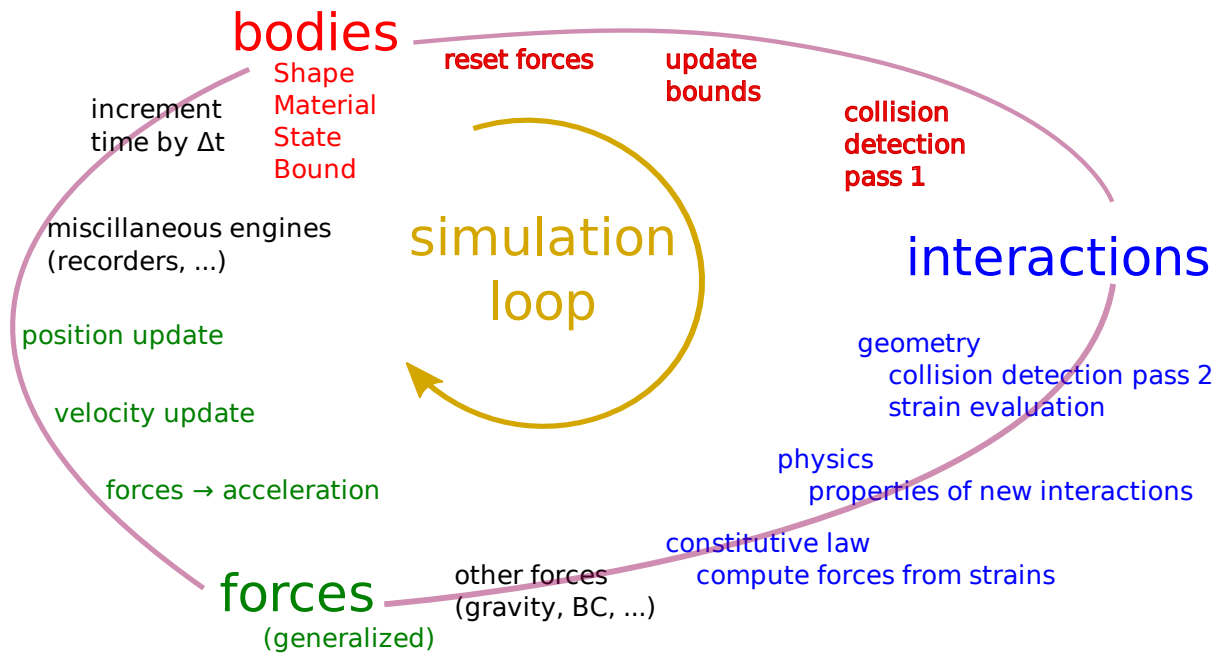 bodies
Shape
Material
State
Bound
reset forces
update
bounds
collision
detection
pass 1
increment
time by Δt
miscillaneous engines
(recorders, ...)
simulation
loop
interactions
position update
geometry
collision detection pass 2
strain evaluation
velocity update
physics
properties of new interactions
forces → acceleration
constitutive law
compute forces from strains
forces
(generalized)
other forces
(gravity, BC, ...)